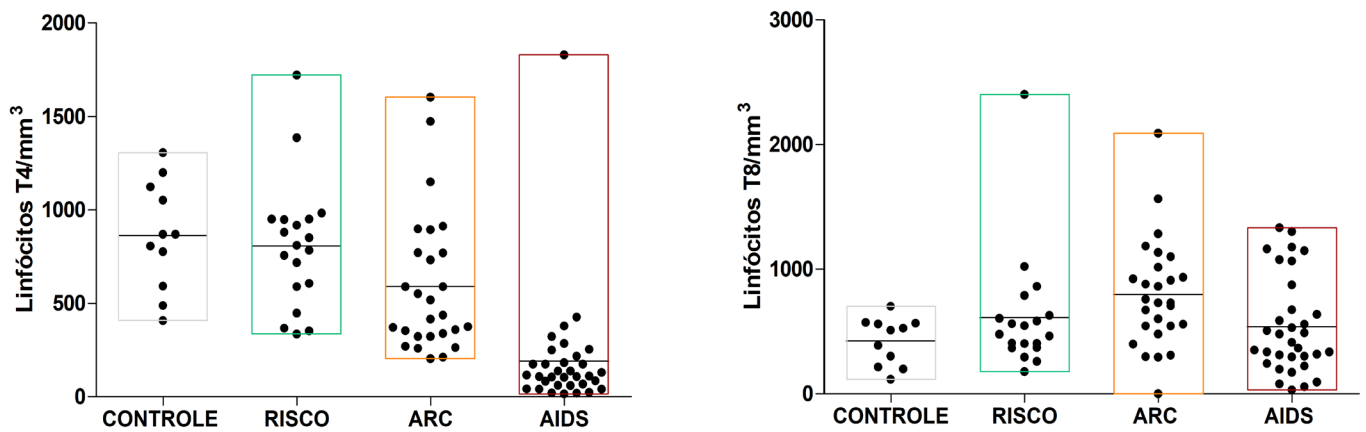 Linfócitos T4/mm³
2000
1500
1000
500
0
CONTROLE RISCO ARC AIDS
Linfócitos T8/mm³
3000
2000
1000
0
CONTROLE RISCO ARC AIDS